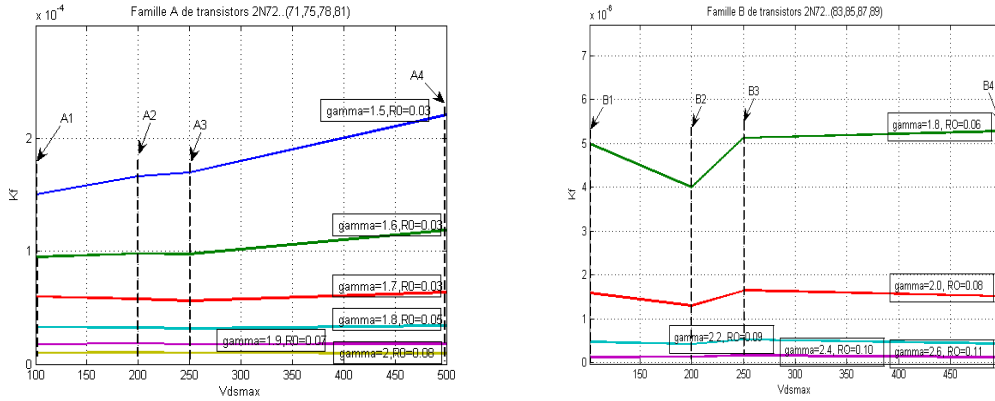 Famille A de transistors 2N72..(71,75,78,81)
x 10^-4
2
1
0
100 150 200 250 300 350 400 450 500
Vdsmax
Kf
A1
A2
A3
A4
gamma=1.5,R0=0.03
gamma=1.6,R0=0.03
gamma=1.7,R0=0.03
gamma=1.8,R0=0.05
gamma=1.9,R0=0.07
gamma=2,R0=0.08
Famille B de transistors 2N72..(83,85,87,89)
x 10^-6
7
6
5
4
3
2
1
0
150 200 250 300 350 400 450
Vdsmax
Kf
B1
B2
B3
B4
gamma=1.8, RO=0.06
gamma=2.0, RO=0.08
gamma=2.2, RO=0.09
gamma=2.4, RO=0.10
gamma=2.6, RO=0.11